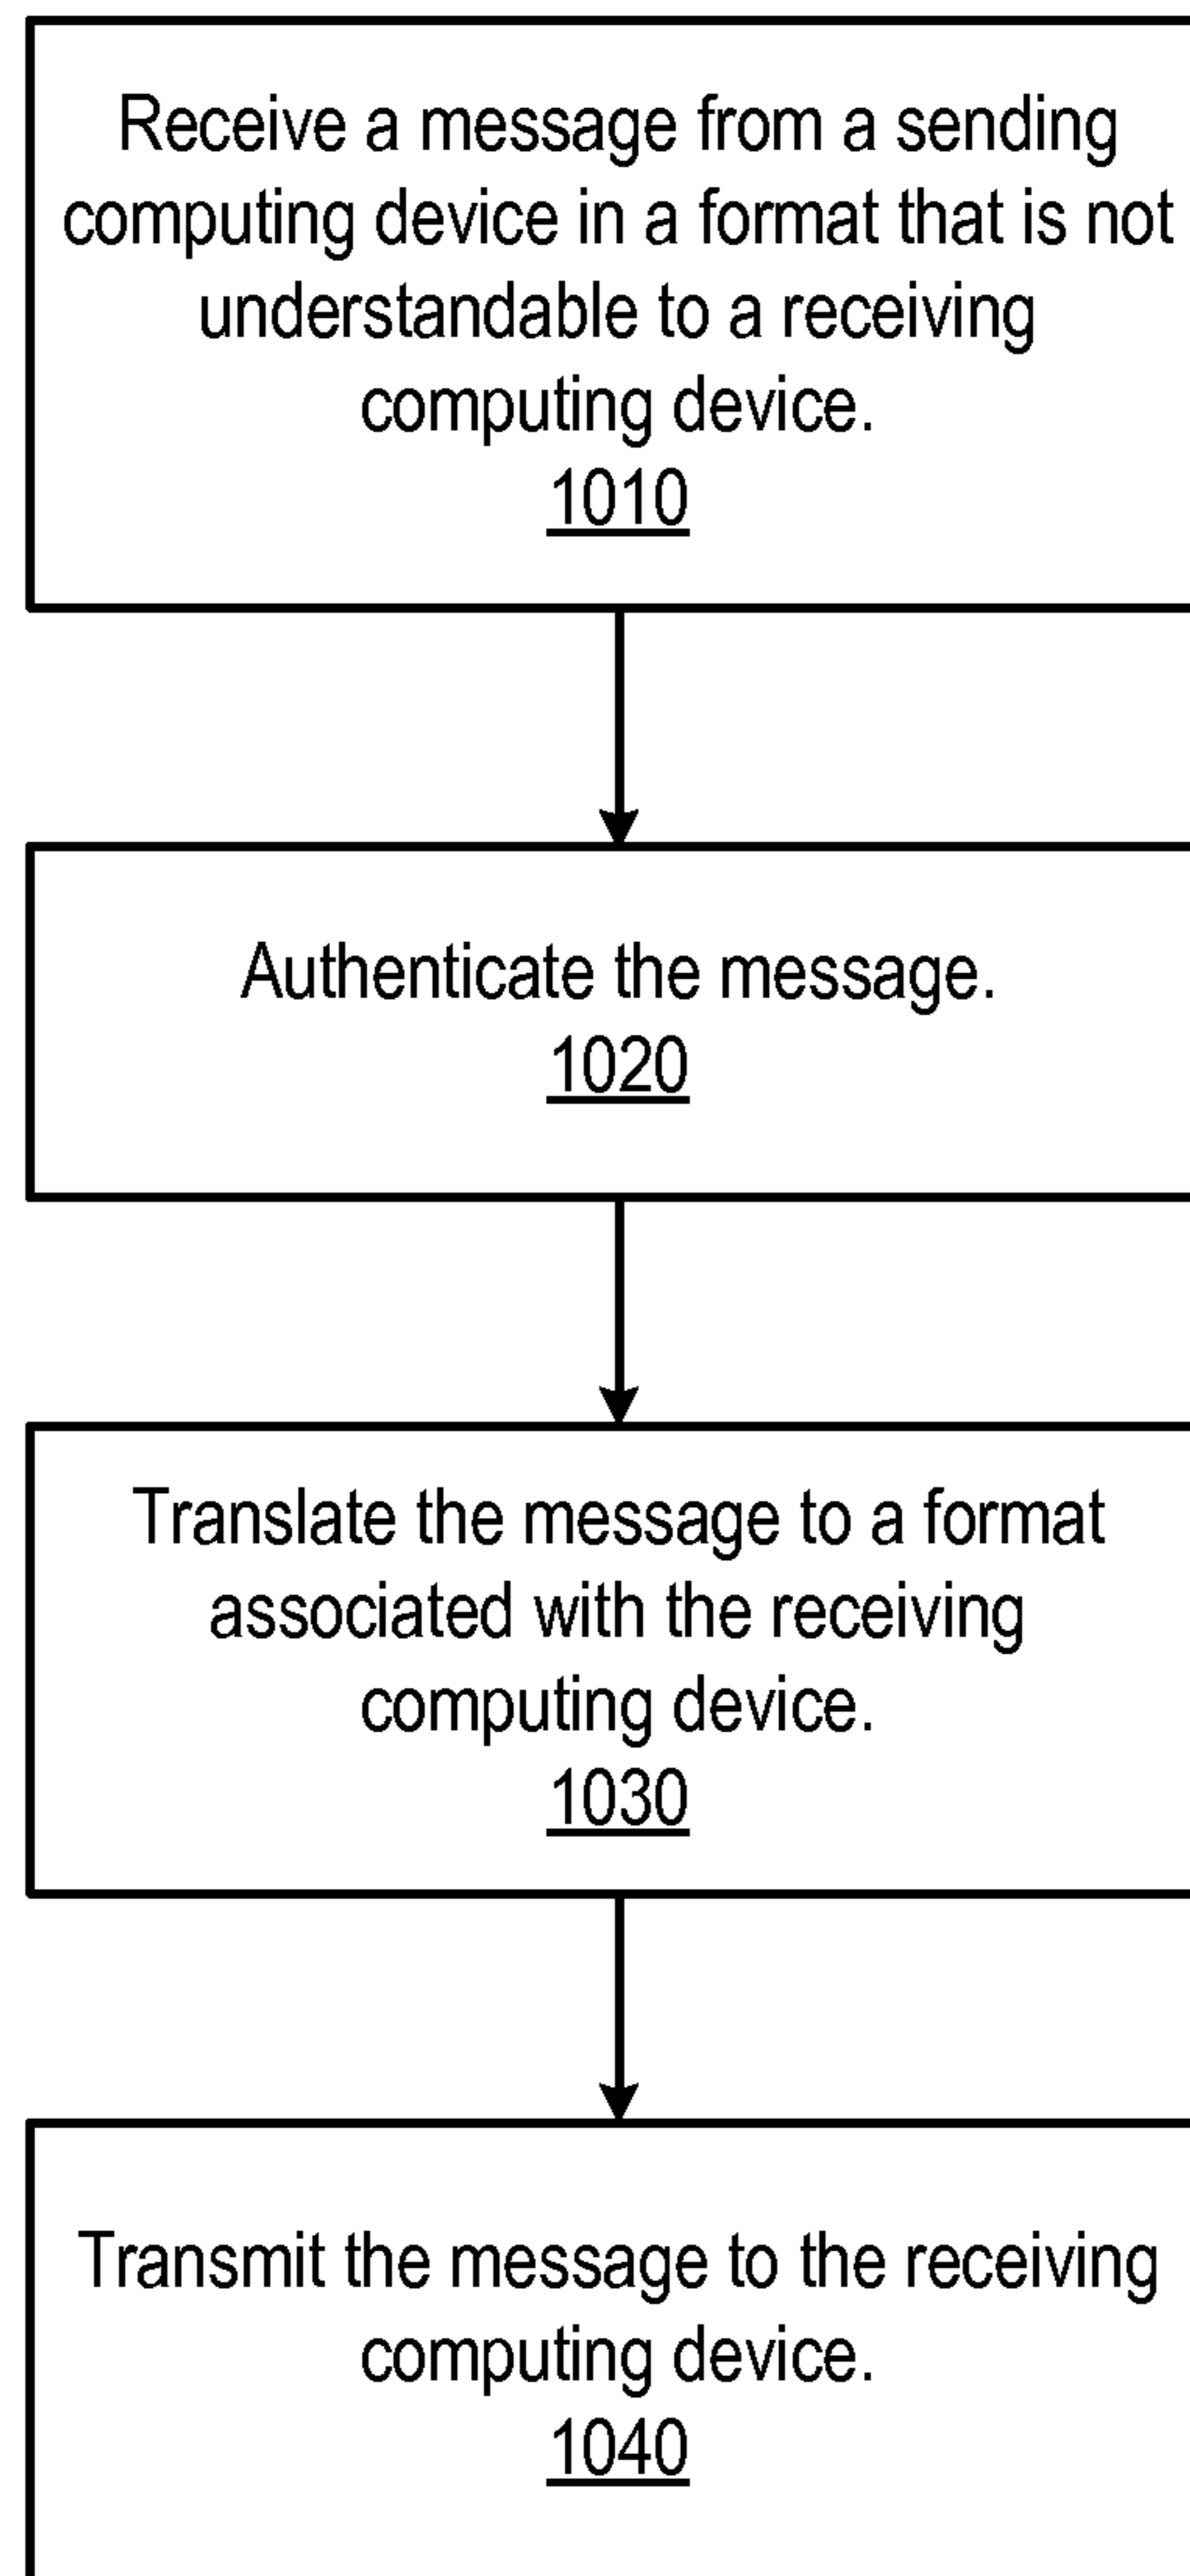 Receive a message from a sending
computing device in a format that is not
understandable to a receiving
computing device.
1010
Authenticate the message.
1020
Translate the message to a format
associated with the receiving
computing device.
1030
Transmit the message to the receiving
computing device.
1040